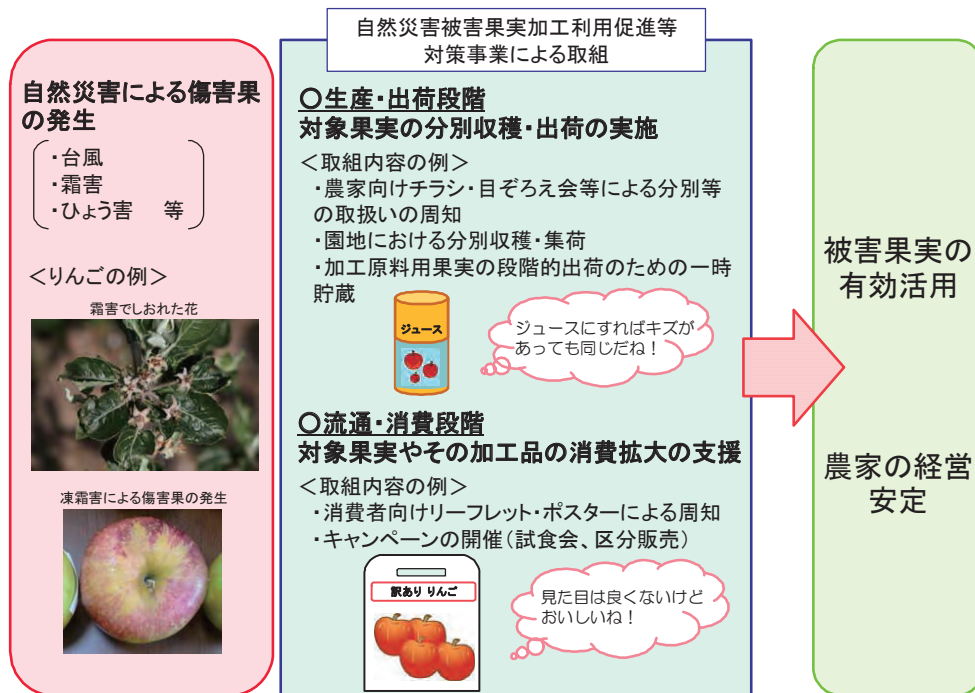 自然災害被害果実加工利用促進等
対策事業による取組
自然災害による傷害果
の発生
・台風
・霜害
・ひょう害　等
＜りんごの例＞
霜害でしおれた花
凍霜害による傷害果の発生
○生産・出荷段階
対象果実の分別収穫・出荷の実施
＜取組内容の例＞
・農家向けチラシ・目ぞろえ会等による分別等
の取扱いの周知
・園地における分別収穫・集荷
・加工原料用果実の段階的出荷のための一時
貯蔵
ジュース
ジュースにすればキズが
あっても同じだね！
○流通・消費段階
対象果実やその加工品の消費拡大の支援
＜取組内容の例＞
・消費者向けリーフレット・ポスターによる周知
・キャンペーンの開催（試食会、区分販売）
訳あり りんご
見た目は良くないけど
おいしいね！
被害果実の
有効活用
農家の経営
安定